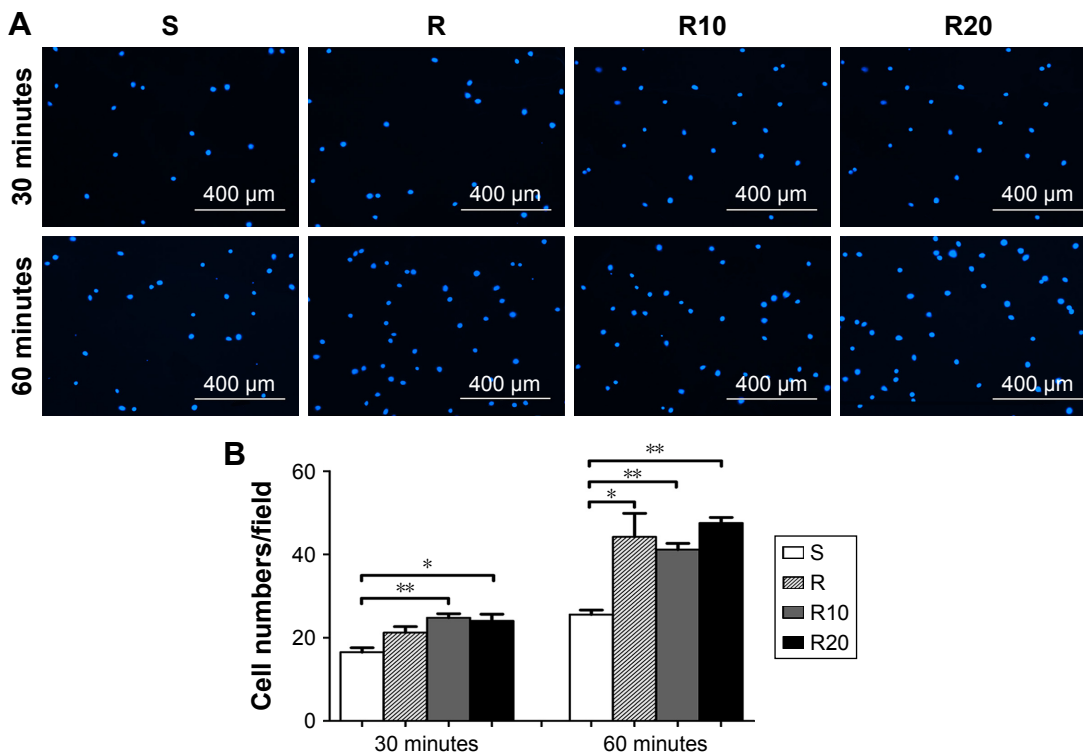 A
S R R10 R20
30 minutes
400 µm 400 µm 400 µm 400 µm
60 minutes
400 µm 400 µm 400 µm 400 µm
B
Cell numbers/field
60
40
20
0
* **
* ** **
30 minutes 60 minutes
S
R
R10
R20